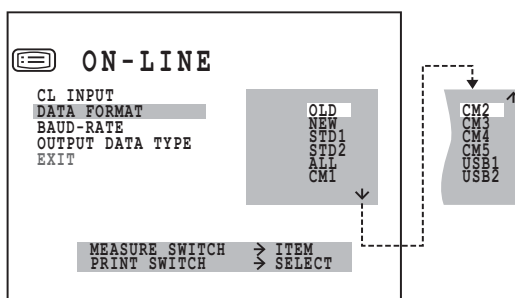 ON-LINE
CL INPUT
DATA FORMAT
BAUD-RATE
OUTPUT DATA TYPE
EXIT
OLD
NEW
STD1
STD2
ALL
CM1
CM2
CM3
CM4
CM5
USB1
USB2
MEASURE SWITCH → ITEM
PRINT SWITCH → SELECT